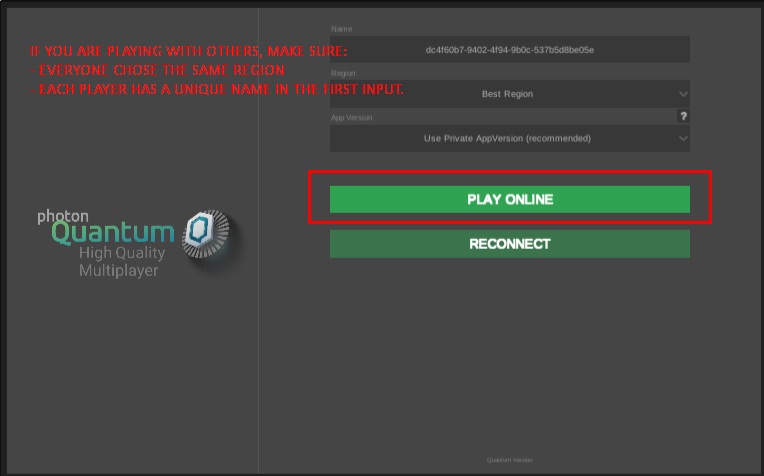 Name
IF YOU ARE PLAYING WITH OTHERS, MAKE SURE:
dc4f60b7-9402-4f94-9b0c-537b5d8be05e
- EVERYONE CHOSE THE SAME REGION
Region
- EACH PLAYER HAS A UNIQUE NAME IN THE FIRST INPUT.
Best Region
App Version
?
Use Private AppVersion (recommended)
PLAY ONLINE
photon
Quantum
High Quality
Multiplayer
RECONNECT
Quantum Version